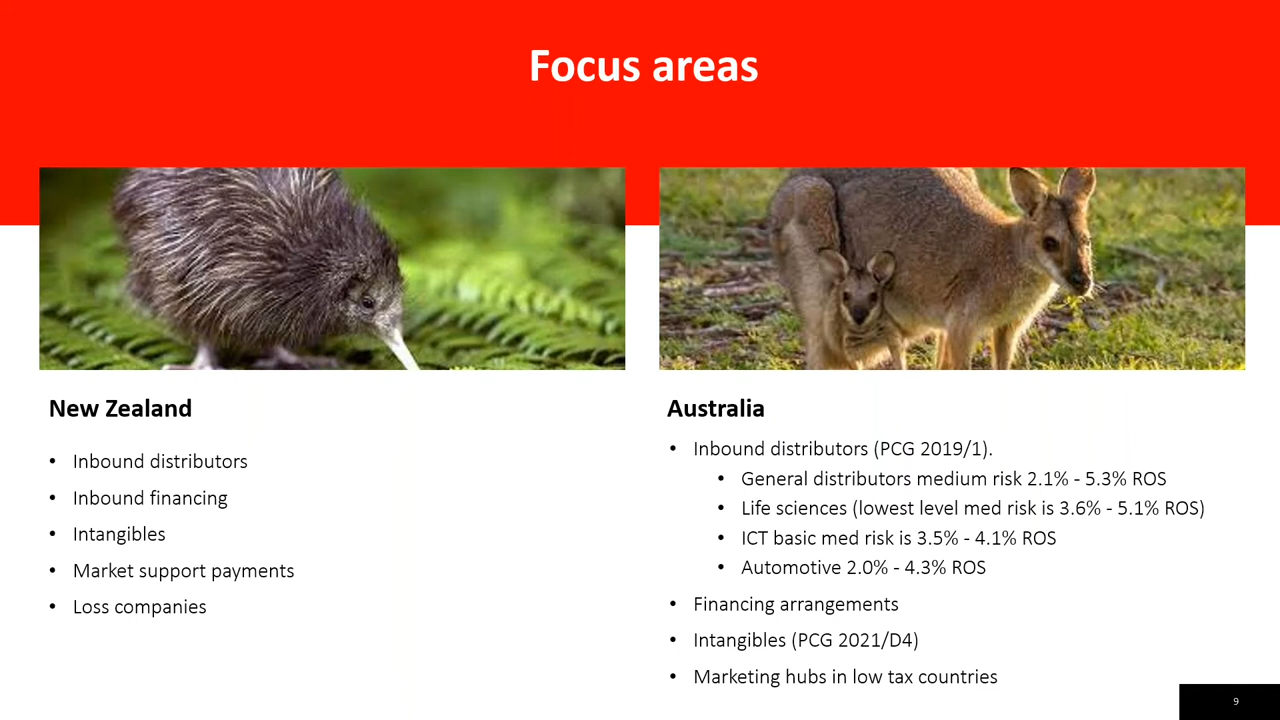 Focus areas
New Zealand
• Inbound distributors
• Inbound financing
• Intangibles
• Market support payments
• Loss companies
Australia
• Inbound distributors (PCG 2019/1).
• General distributors medium risk 2.1% - 5.3% ROS
• Life sciences (lowest level med risk is 3.6% - 5.1% ROS)
• ICT basic med risk is 3.5% - 4.1% ROS
• Automotive 2.0% - 4.3% ROS
• Financing arrangements
• Intangibles (PCG 2021/D4)
• Marketing hubs in low tax countries
9